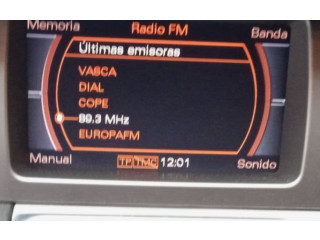 Memoria Radio FM Banda
Últimas emisoras
VASCA
DIAL
COPE
89.3 MHz
EUROPAFM
Manual TP TMC 12:01 Sonido